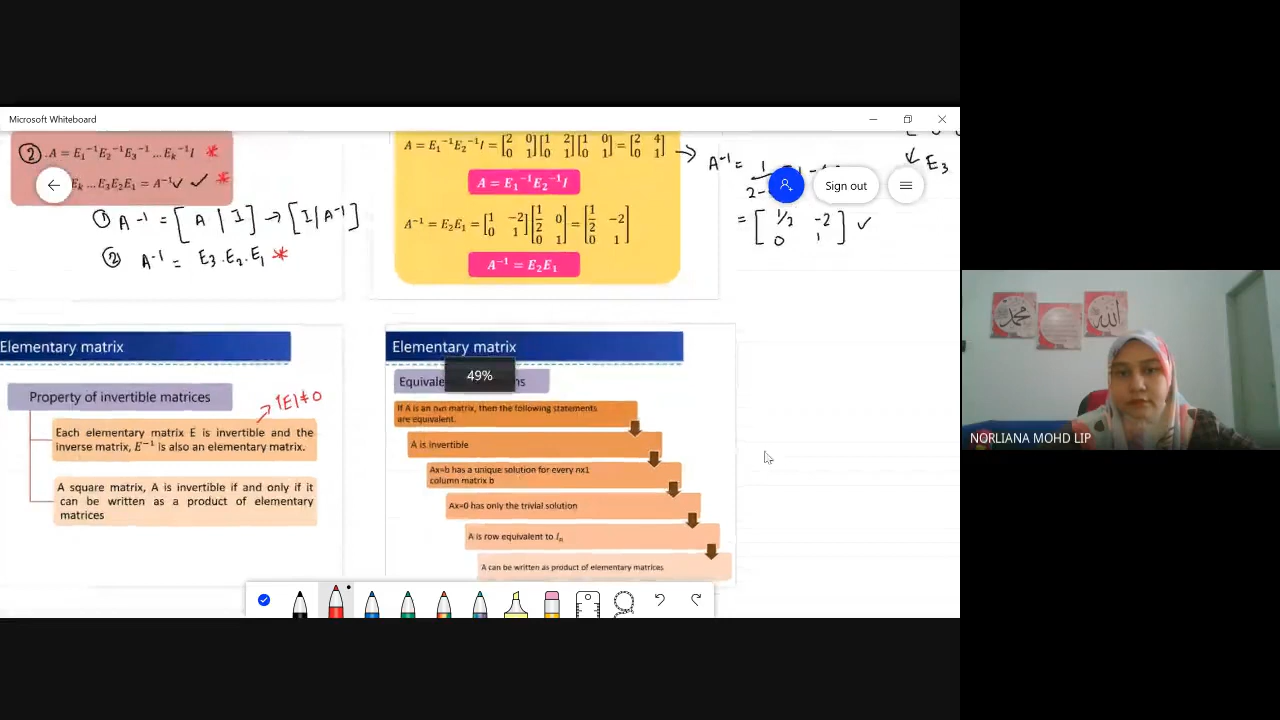 Microsoft Whiteboard
② .A = E₁⁻¹E₂⁻¹E₃⁻¹ …Eₖ⁻¹I *
Eₖ …E₃E₂E₁ = A⁻¹✓ ✓ *
① A⁻¹ = [ A | I ] → [ I | A⁻¹ ]
② A⁻¹ = E₃.E₂.E₁ *
A = E₁⁻¹E₂⁻¹I = [2 0; 0 1] [1 2; 0 1] [1 0; 0 1] = [2 4; 0 1]
A = E₁⁻¹E₂⁻¹I
A⁻¹ = E₂E₁ = [1 −2; 0 1] [1/2 0; 0 1] = [1/2 −2; 0 1]
A⁻¹ = E₂E₁
→ A⁻¹ = 1
= [1/2 -2; 0 1] ✓
E₃
Sign out
Elementary matrix
Property of invertible matrices
|E| ≠ 0
Each elementary matrix E is invertible and the
inverse matrix, E⁻¹ is also an elementary matrix.
A square matrix, A is invertible if and only if it
can be written as a product of elementary
matrices
Elementary matrix
49%
If A is an nxn matrix, then the following statements
are equivalent.
A is invertible
Ax=b has a unique solution for every nx1
column matrix b
Ax=0 has only the trivial solution
A is row equivalent to Iₙ
A can be written as product of elementary matrices
NORLIANA MOHD LIP